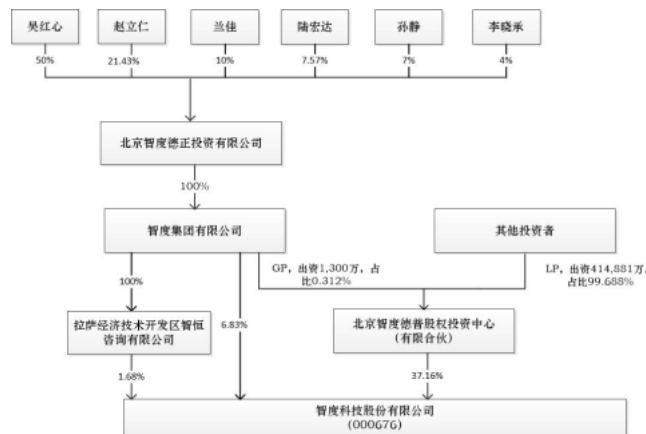 吴红心
赵立仁
兰佳
陆宏达
孙静
李晓承
50%
21.43%
10%
7.57%
7%
4%
北京智度德正投资有限公司
100%
智度集团有限公司
其他投资者
GP，出资1,300万，占
比0.312%
LP，出资414,881万，
占比99.688%
100%
6.83%
拉萨经济技术开发区智恒
咨询有限公司
北京智度德普股权投资中心
(有限合伙)
1.68%
37.16%
智度科技股份有限公司
(000676)